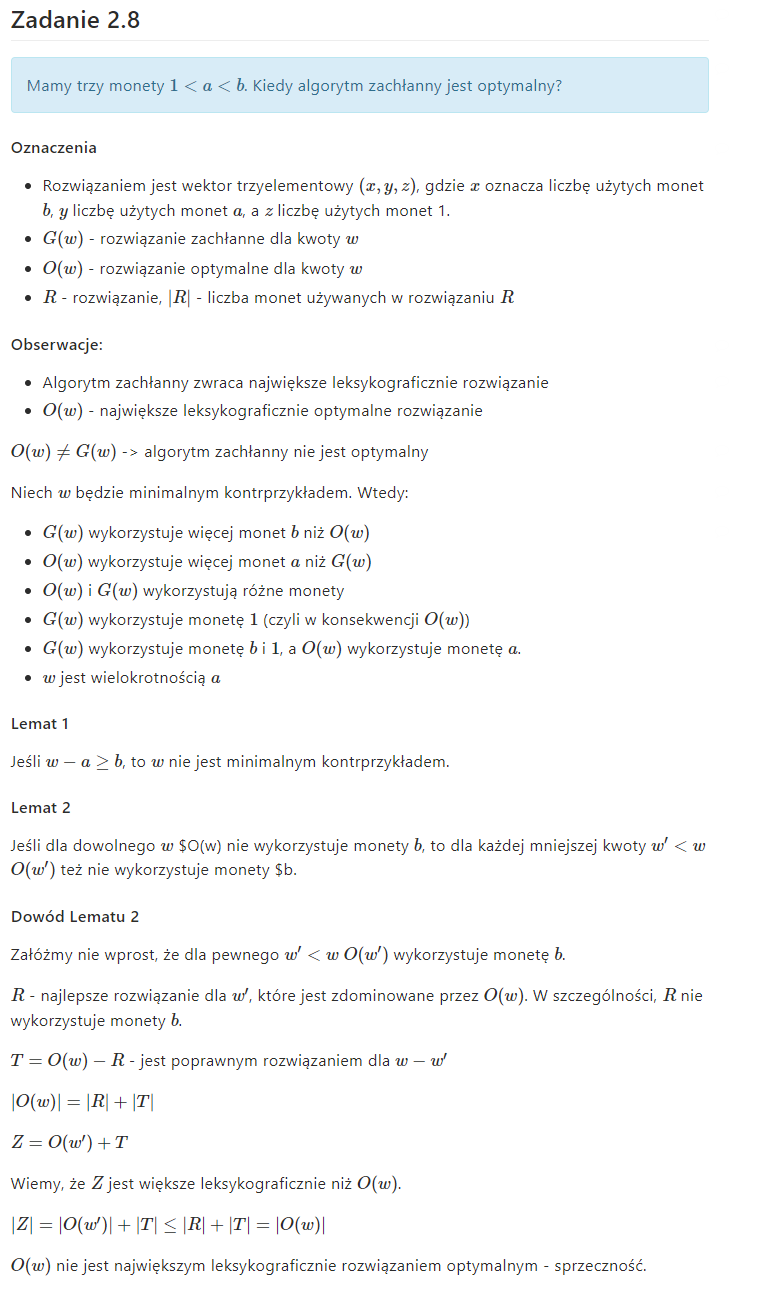 Zadanie 2.8
Mamy trzy monety 1 < a < b. Kiedy algorytm zachłanny jest optymalny?
Oznaczenia
• Rozwiązaniem jest wektor trzyelementowy (x, y, z), gdzie x oznacza liczbę użytych monet
b, y liczbę użytych monet a, a z liczbę użytych monet 1.
• G(w) - rozwiązanie zachłanne dla kwoty w
• O(w) - rozwiązanie optymalne dla kwoty w
• R - rozwiązanie, |R| - liczba monet używanych w rozwiązaniu R
Obserwacje:
• Algorytm zachłanny zwraca największe leksykograficznie rozwiązanie
• O(w) - największe leksykograficznie optymalne rozwiązanie
O(w) ≠ G(w) -> algorytm zachłanny nie jest optymalny
Niech w będzie minimalnym kontrprzykładem. Wtedy:
• G(w) wykorzystuje więcej monet b niż O(w)
• O(w) wykorzystuje więcej monet a niż G(w)
• O(w) i G(w) wykorzystują różne monety
• G(w) wykorzystuje monetę 1 (czyli w konsekwencji O(w))
• G(w) wykorzystuje monetę b i 1, a O(w) wykorzystuje monetę a.
• w jest wielokrotnością a
Lemat 1
Jeśli w − a ≥ b, to w nie jest minimalnym kontrprzykładem.
Lemat 2
Jeśli dla dowolnego w $O(w) nie wykorzystuje monety b, to dla każdej mniejszej kwoty w′ < w
O(w′) też nie wykorzystuje monety $b.
Dowód Lematu 2
Załóżmy nie wprost, że dla pewnego w′ < w O(w′) wykorzystuje monetę b.
R - najlepsze rozwiązanie dla w′, które jest zdominowane przez O(w). W szczególności, R nie
wykorzystuje monety b.
T = O(w) − R - jest poprawnym rozwiązaniem dla w − w′
|O(w)| = |R| + |T|
Z = O(w′) + T
Wiemy, że Z jest większe leksykograficznie niż O(w).
|Z| = |O(w′)| + |T| ≤ |R| + |T| = |O(w)|
O(w) nie jest największym leksykograficznie rozwiązaniem optymalnym - sprzeczność.